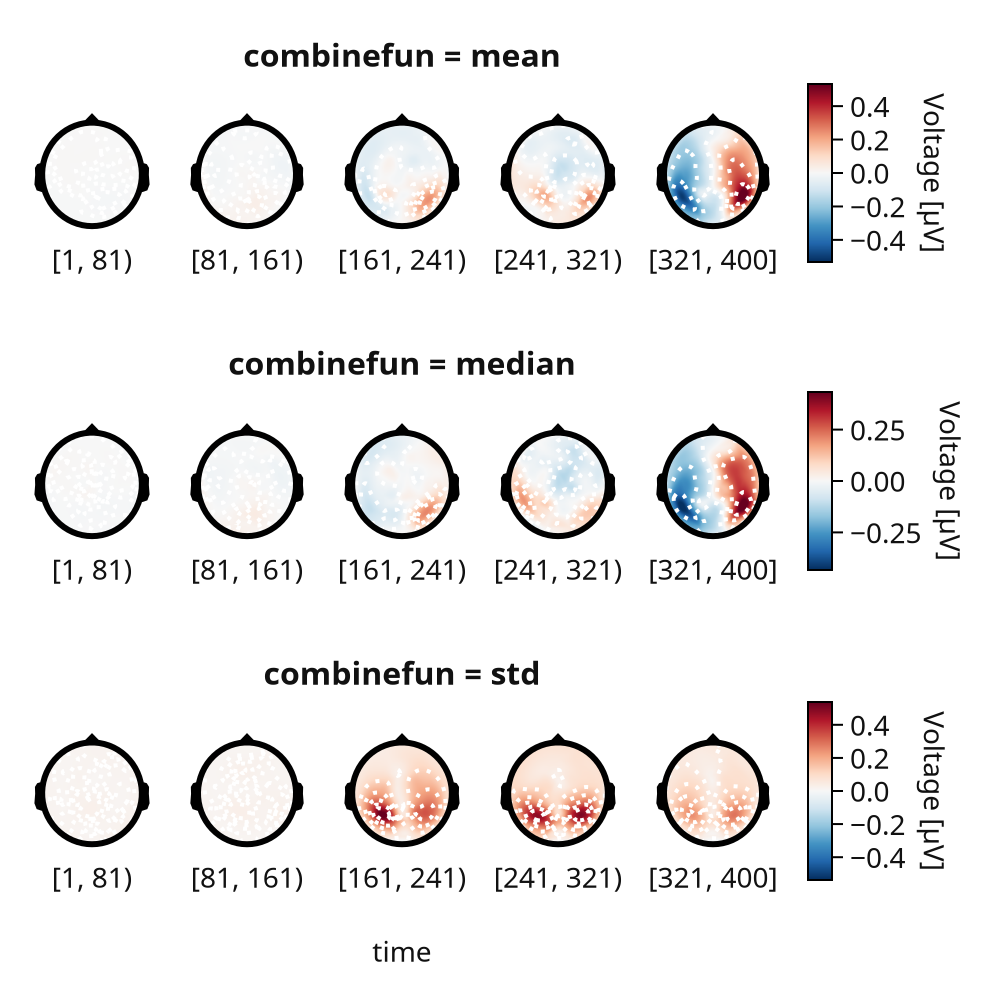 combinefun = mean
0.4
0.2
0.0
−0.2
−0.4
Voltage [µV]
[1, 81) [81, 161) [161, 241) [241, 321) [321, 400]
combinefun = median
0.25
0.00
−0.25
Voltage [µV]
[1, 81) [81, 161) [161, 241) [241, 321) [321, 400]
combinefun = std
0.4
0.2
0.0
−0.2
−0.4
Voltage [µV]
[1, 81) [81, 161) [161, 241) [241, 321) [321, 400]
time